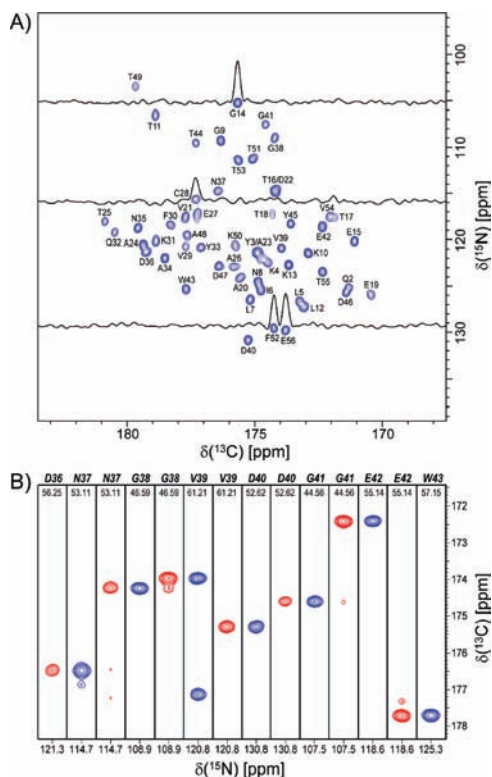 A)
T49
G14
T11
G41
T44
G9
G38
T53
T51
N37
T16/D22
C28
V21
E27
T18
V54
T17
T25
N35
F30
Y45
E42
Q32
A24
K31
A48
K50
Y3/A23
V39
E15
V29
Y33
K10
D36
A34
A26
K4
K13
D47
T55
W43
A20
N8
I6
L5
Q2
D46
E19
L7
L12
F52
E56
D40
100
110
120
130
δ(15N) [ppm]
180
175
170
δ(13C) [ppm]
B)
D36 N37 N37 G38 G38 V39 V39 D40 D40 G41 G41 E42 E42 W43
56.25 53.11 53.11 46.59 46.59 61.21 61.21 52.62 52.62 44.56 44.56 55.14 55.14 57.15
172
173
174
175
176
177
178
δ(13C) [ppm]
121.3 114.7 114.7 108.9 108.9 120.8 120.8 130.8 130.8 107.5 107.5 118.6 118.6 125.3
δ(15N) [ppm]